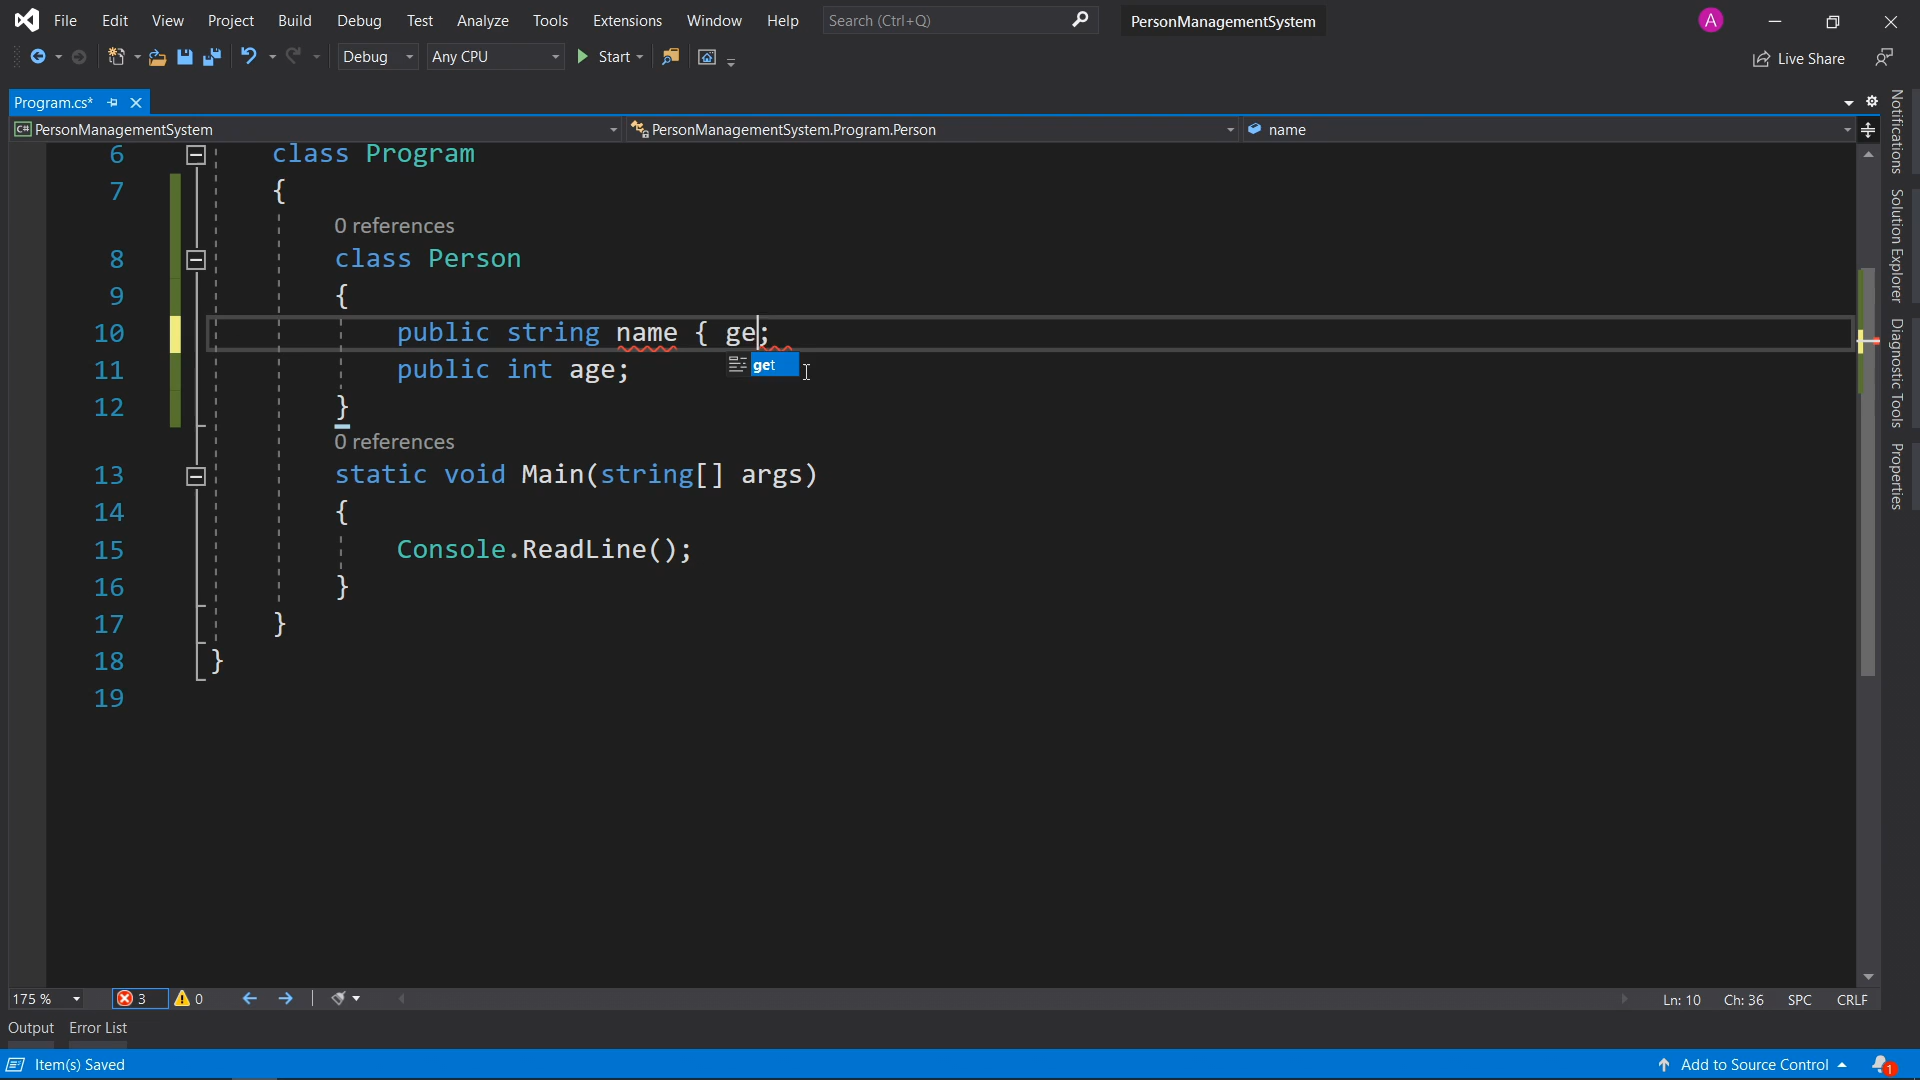 File Edit View Project Build Debug Test Analyze Tools Extensions Window Help Search (Ctrl+Q) PersonManagementSystem A
Debug Any CPU Start Live Share
Program.cs*
C# PersonManagementSystem PersonManagementSystem.Program.Person name
6 class Program
7 {
0 references
8 class Person
9 {
10 public string name { ge;
get
11 public int age;
12 }
0 references
13 static void Main(string[] args)
14 {
15 Console.ReadLine();
16 }
17 }
18 }
19
Notifications
Solution Explorer
Diagnostic Tools
Properties
175 % 3 0 Ln: 10 Ch: 36 SPC CRLF
Output Error List
Item(s) Saved Add to Source Control 1